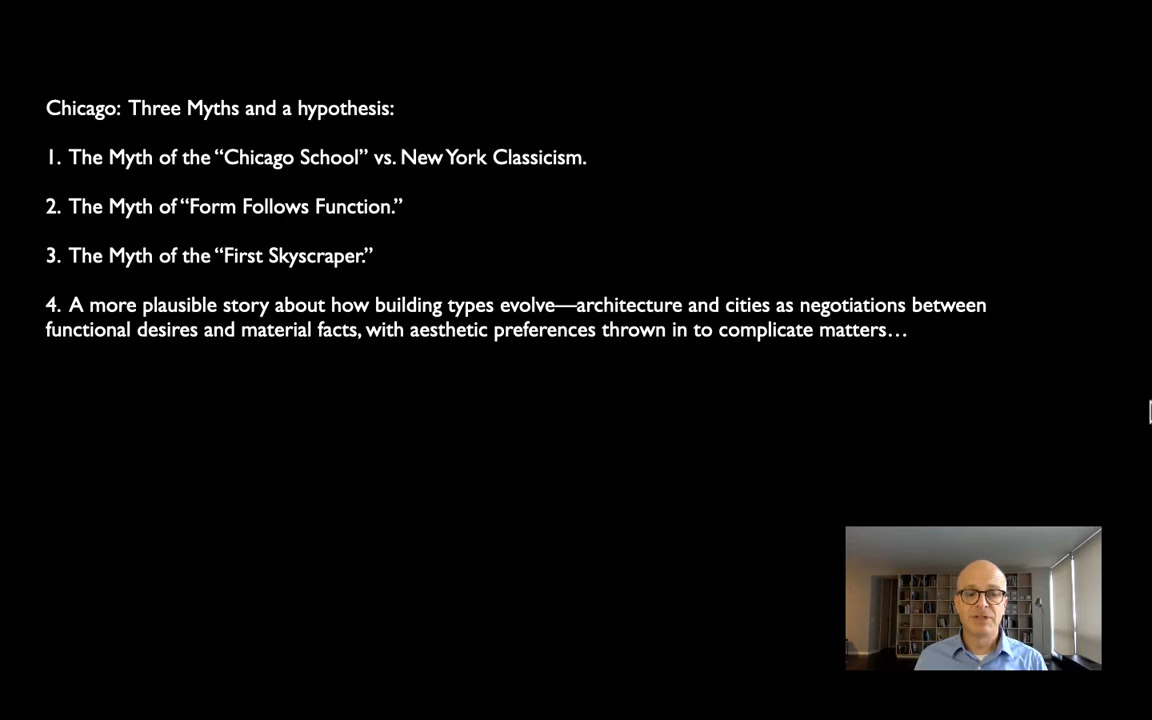 Chicago: Three Myths and a hypothesis:
1. The Myth of the “Chicago School” vs. New York Classicism.
2. The Myth of “Form Follows Function.”
3. The Myth of the “First Skyscraper.”
4. A more plausible story about how building types evolve—architecture and cities as negotiations between
functional desires and material facts, with aesthetic preferences thrown in to complicate matters…